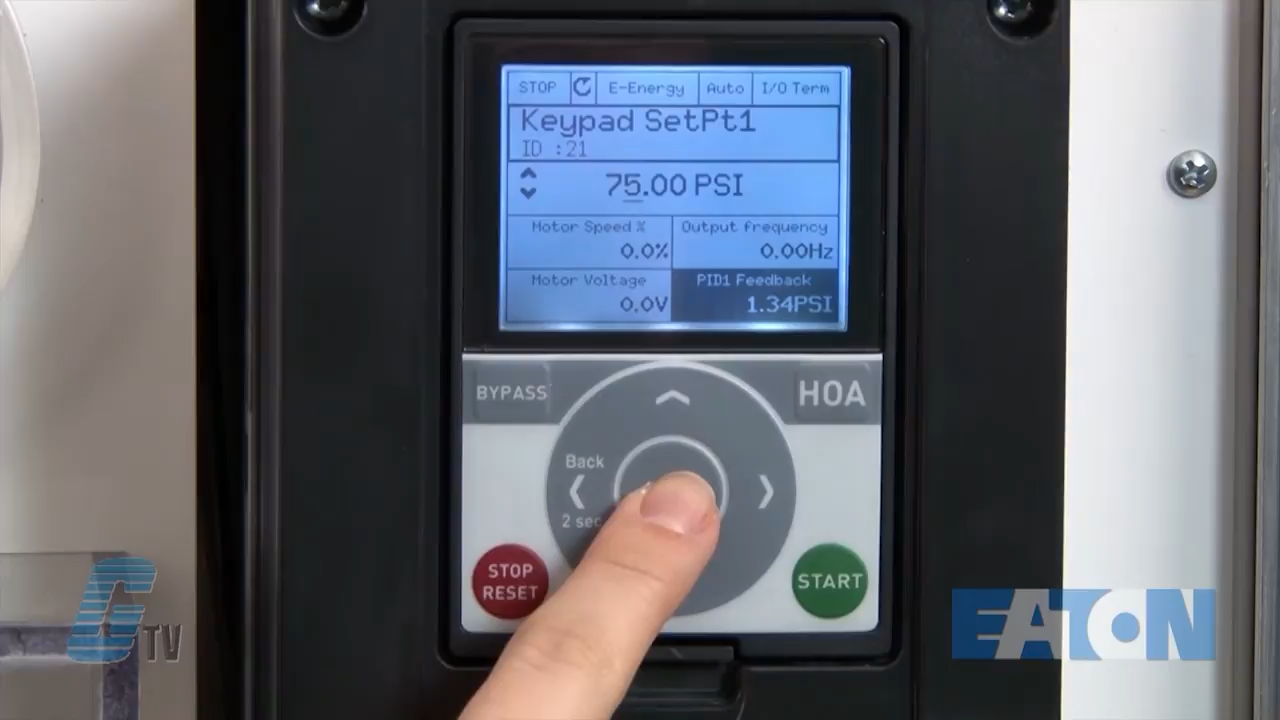 STOP E-Energy Auto I/O Term
Keypad SetPt1
ID :21
75.00 PSI
Motor Speed % Output frequency
0.0% 0.00Hz
Motor Voltage PID1 Feedback
0.0V 1.34PSI
BYPASS HOA
Back
2 sec
STOP
RESET
START
G TV
EATON